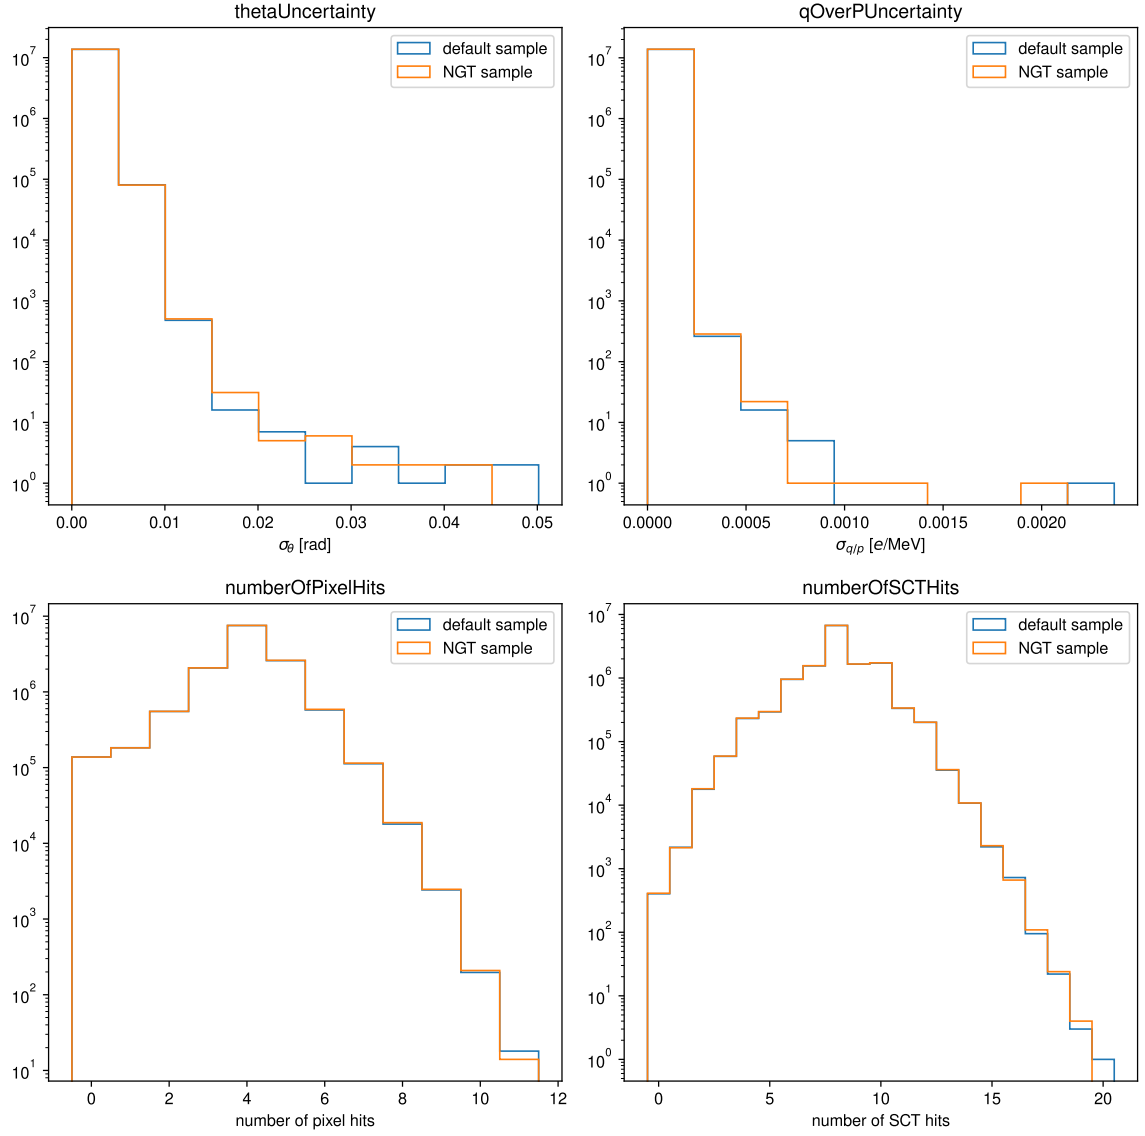 thetaUncertainty
default sample
NGT sample
10^7
10^6
10^5
10^4
10^3
10^2
10^1
10^0
0.00 0.01 0.02 0.03 0.04 0.05
σ_θ [rad]
qOverPUncertainty
default sample
NGT sample
10^7
10^6
10^5
10^4
10^3
10^2
10^1
10^0
0.0000 0.0005 0.0010 0.0015 0.0020
σ_{q/p} [e/MeV]
numberOfPixelHits
default sample
NGT sample
10^7
10^6
10^5
10^4
10^3
10^2
10^1
0 2 4 6 8 10 12
number of pixel hits
numberOfSCTHits
default sample
NGT sample
10^7
10^6
10^5
10^4
10^3
10^2
10^1
10^0
0 5 10 15 20
number of SCT hits